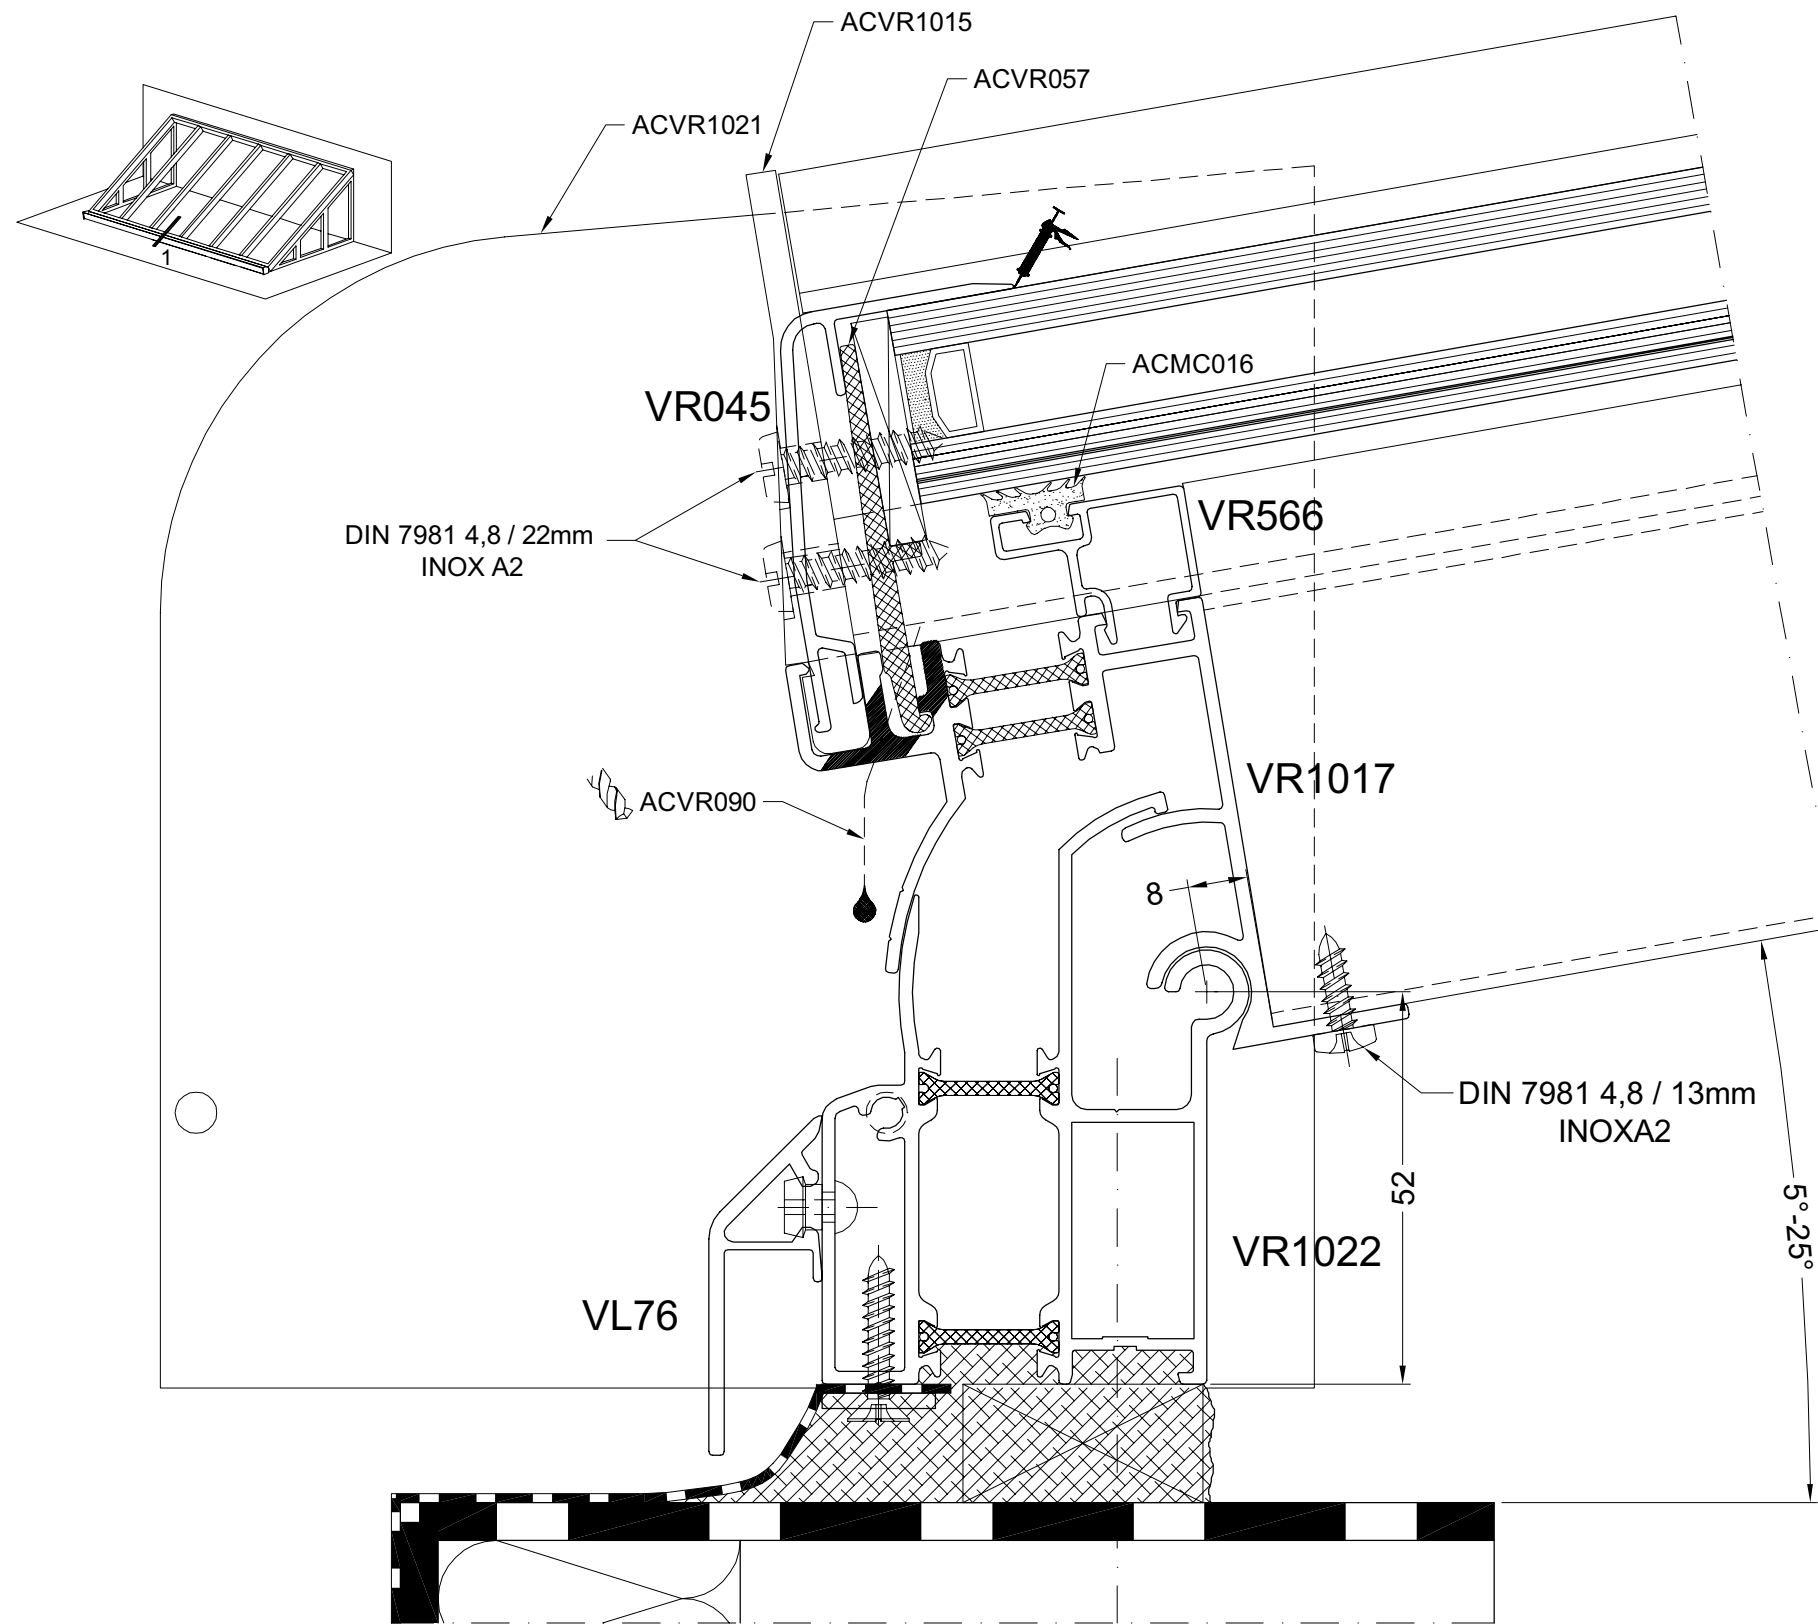 ACVR1015
ACVR057
ACVR1021
1
ACMC016
VR045
VR566
DIN 7981 4,8 / 22mm
INOX A2
VR1017
ACVR090
8
DIN 7981 4,8 / 13mm
INOXA2
52
5°-25°
VR1022
VL76